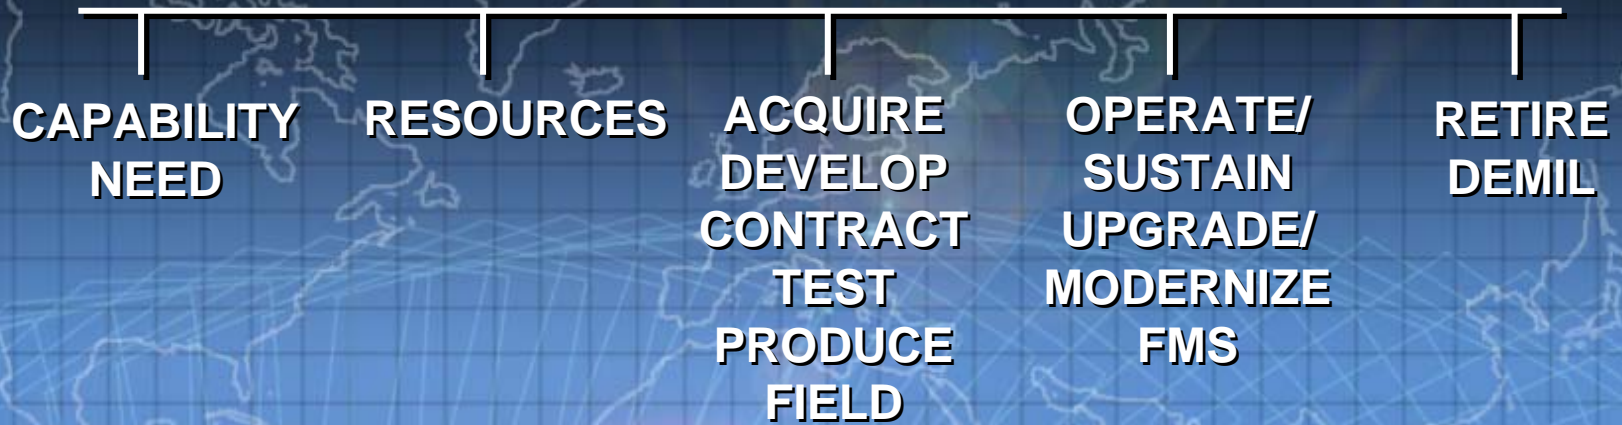 CAPABILITY
NEED
RESOURCES
ACQUIRE
DEVELOP
CONTRACT
TEST
PRODUCE
FIELD
OPERATE/
SUSTAIN
UPGRADE/
MODERNIZE
FMS
RETIRE
DEMIL